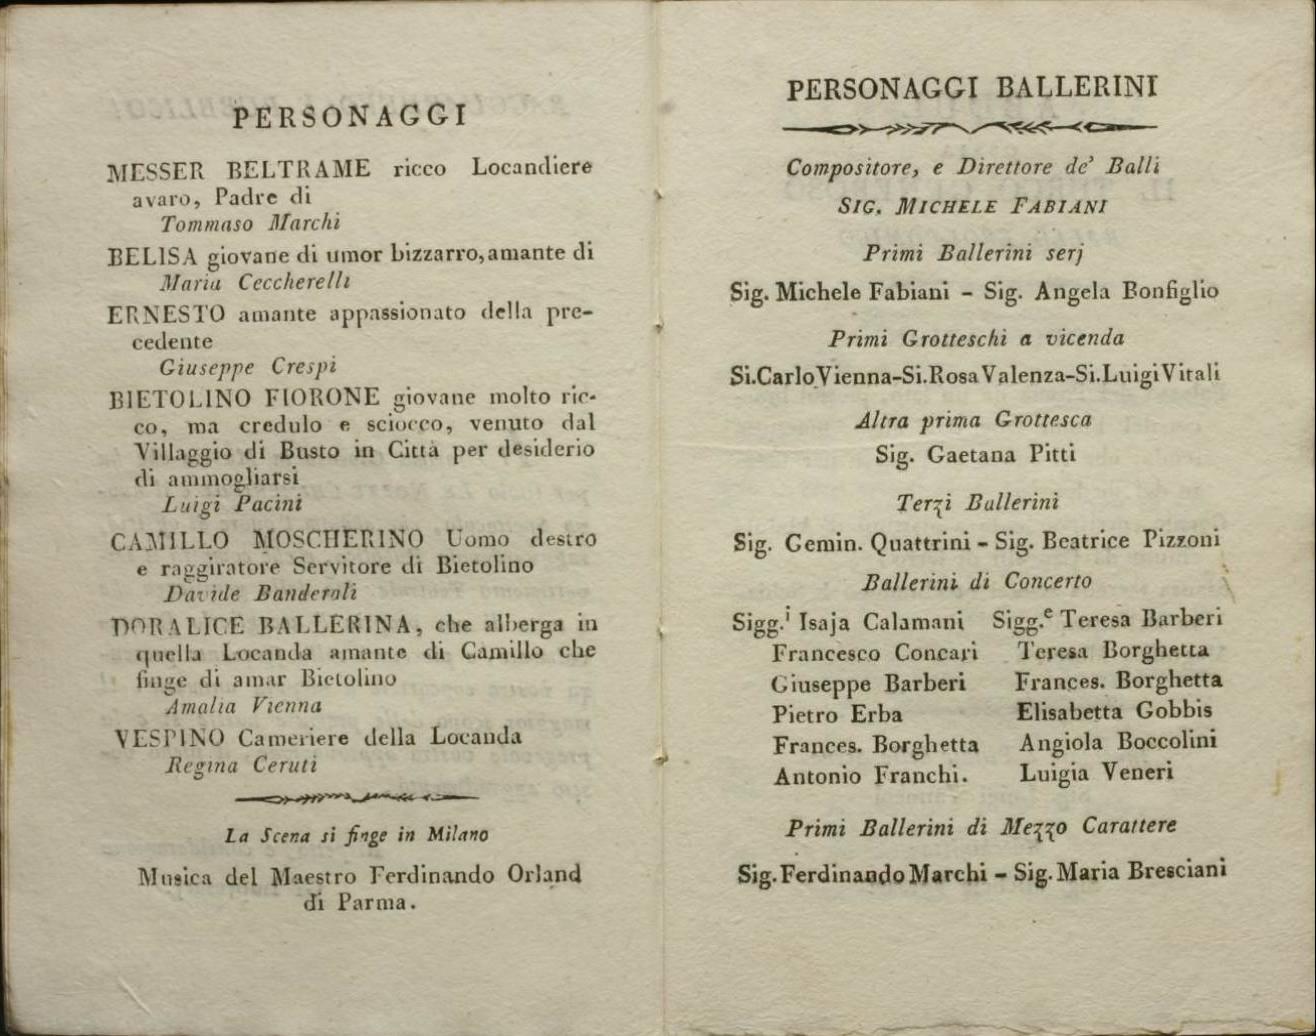 PERSONAGGI
MESSER BELTRAME ricco Locandiere
avaro, Padre di
Tommaso Marchi
BELISA giovane di umor bizzarro, amante di
Maria Ceccherelli
ERNESTO amante appassionato della pre-
cedente
Giuseppe Crespi
BIETOLINO FIORONE giovane molto ric-
co, ma credulo e sciocco, venuto dal
Villaggio di Busto in Città per desiderio
di ammogliarsi
Luigi Pacini
CAMILLO MOSCHERINO Uomo destro
e raggiratore Servitore di Bietolino
Davide Banderali
DORALICE BALLERINA, che alberga in
quella Locanda amante di Camillo che
finge di amar Bietolino
Amalia Vienna
VESPINO Cameriere della Locanda
Regina Ceruti
La Scena si finge in Milano
Musica del Maestro Ferdinando Orland
di Parma.
PERSONAGGI BALLERINI
Compositore, e Direttore de' Balli
SIG. MICHELE FABIANI
Primi Ballerini serj
Sig. Michele Fabiani - Sig. Angela Bonfiglio
Primi Grotteschi a vicenda
Si. Carlo Vienna-Si. Rosa Valenza-Si. Luigi Vitali
Altra prima Grottesca
Sig. Gaetana Pitti
Terzi Ballerini
Sig. Gemin. Quattrini - Sig. Beatrice Pizzoni
Ballerini di Concerto
Sigg.i Isaja Calamani Sigg.e Teresa Barberi
Francesco Concari Teresa Borghetta
Giuseppe Barberi Frances. Borghetta
Pietro Erba Elisabetta Gobbis
Frances. Borghetta Angiola Boccolini
Antonio Franchi. Luigia Veneri
Primi Ballerini di Mezzo Carattere
Sig. Ferdinando Marchi - Sig. Maria Bresciani